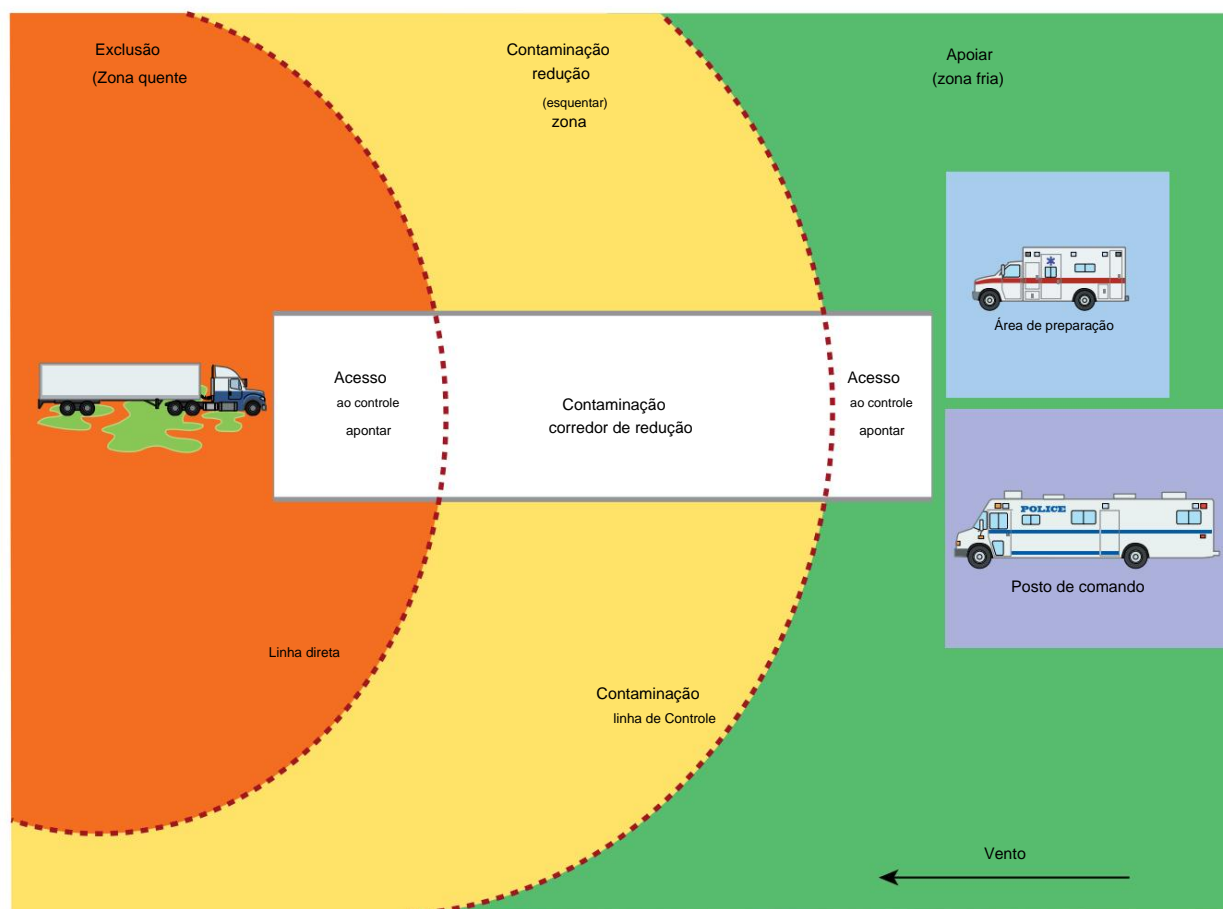 Exclusão
(Zona quente
Contaminação
redução
(esquentar)
zona
Apoiar
(zona fria)
Área de preparação
Acesso
ao controle
apontar
Contaminação
corredor de redução
Acesso
ao controle
apontar
POLICE
Posto de comando
Linha direta
Contaminação
linha de Controle
Vento